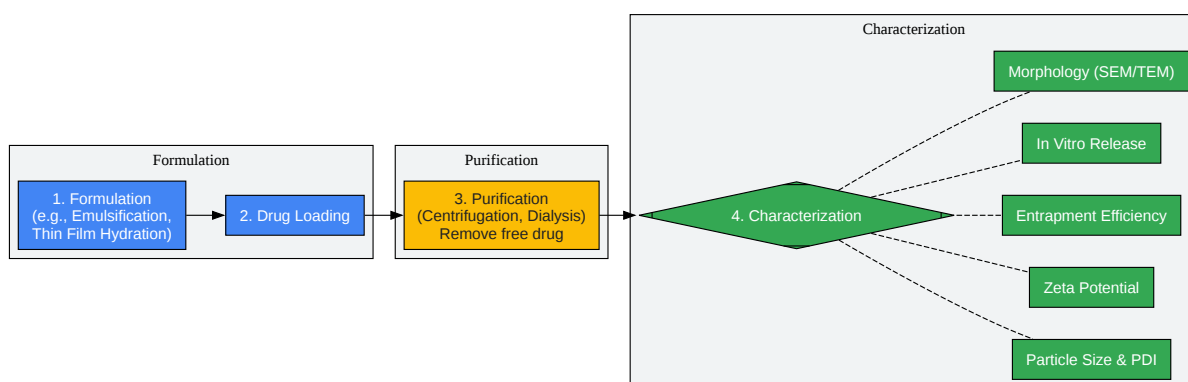 Formulation
1. Formulation
(e.g., Emulsification,
Thin Film Hydration)
2. Drug Loading
Purification
3. Purification
(Centrifugation, Dialysis)
Remove free drug
Characterization
4. Characterization
Morphology (SEM/TEM)
In Vitro Release
Entrapment Efficiency
Zeta Potential
Particle Size & PDI